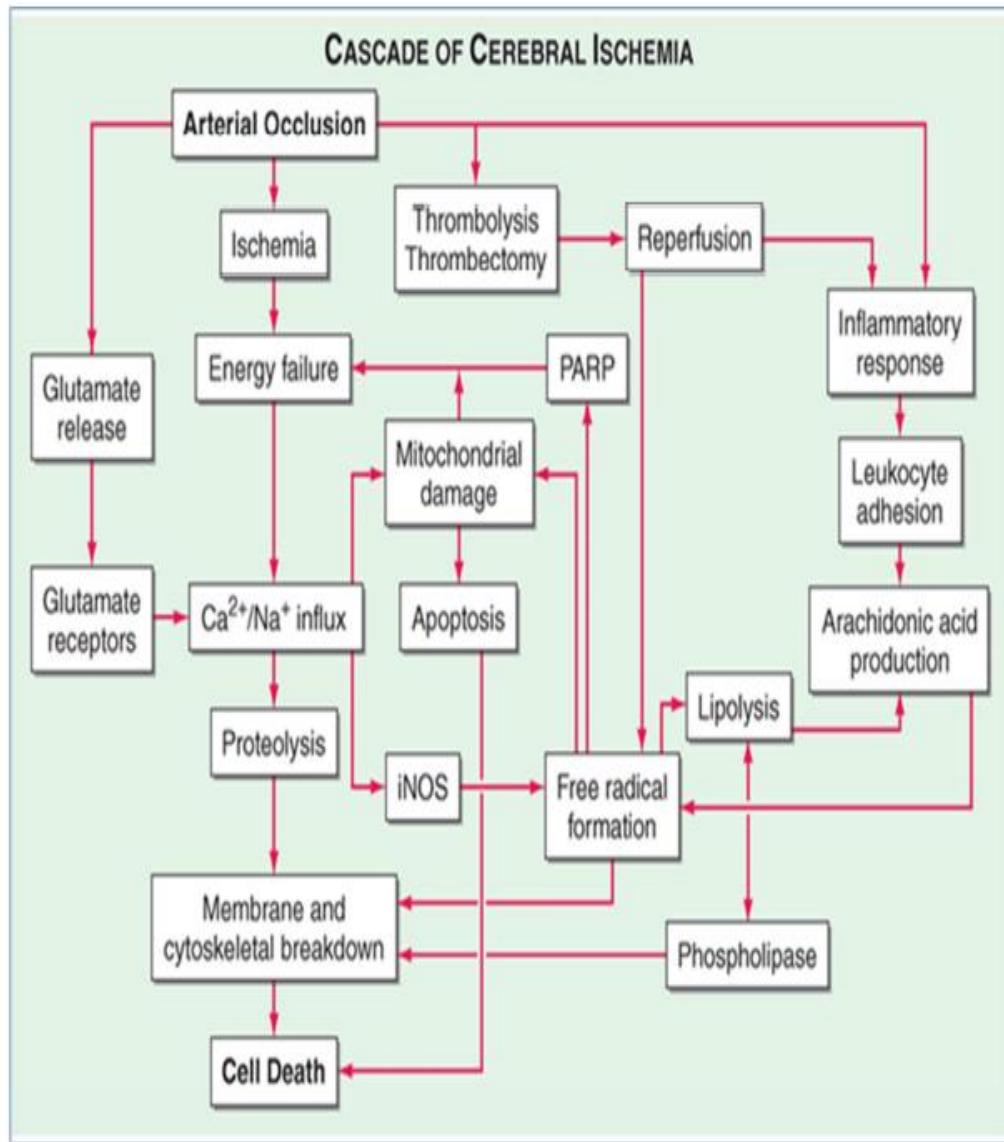 CASCADE OF CEREBRAL ISCHEMIA
Arterial Occlusion
Ischemia
Thrombolysis
Thrombectomy
Reperfusion
Inflammatory
response
Energy failure
PARP
Glutamate
release
Mitochondrial
damage
Leukocyte
adhesion
Glutamate
receptors
Ca²⁺/Na⁺ influx
Apoptosis
Arachidonic acid
production
Lipolysis
Proteolysis
iNOS
Free radical
formation
Membrane and
cytoskeletal breakdown
Phospholipase
Cell Death